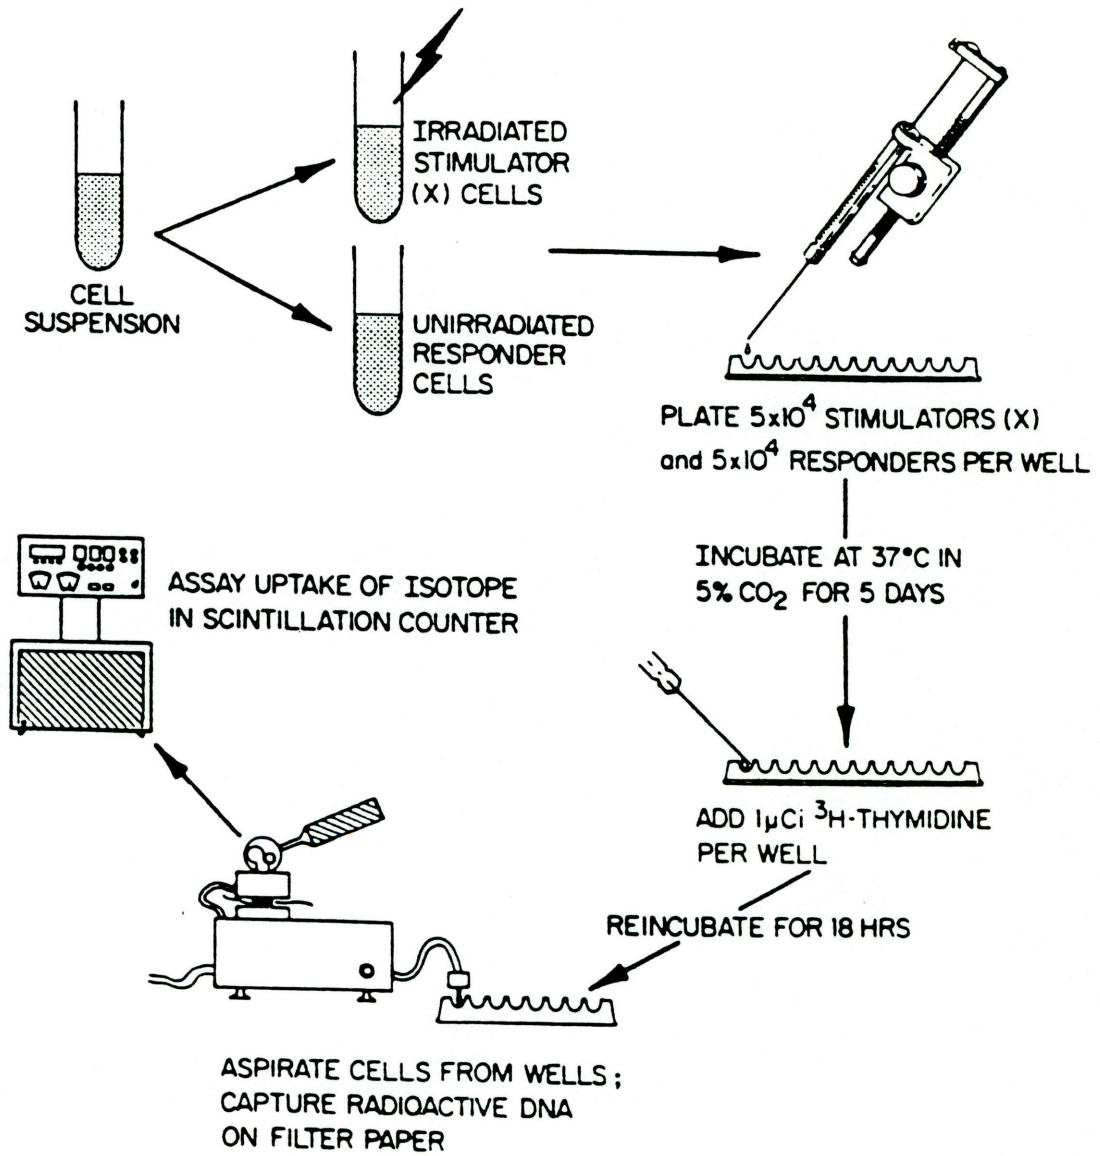 CELL
SUSPENSION
IRRADIATED
STIMULATOR
(X) CELLS
UNIRRADIATED
RESPONDER
CELLS
PLATE 5x10⁴ STIMULATORS (X)
and 5x10⁴ RESPONDERS PER WELL
INCUBATE AT 37°C IN
5% CO₂ FOR 5 DAYS
ADD 1µCi ³H-THYMIDINE
PER WELL
REINCUBATE FOR 18 HRS
ASPIRATE CELLS FROM WELLS;
CAPTURE RADIOACTIVE DNA
ON FILTER PAPER
ASSAY UPTAKE OF ISOTOPE
IN SCINTILLATION COUNTER